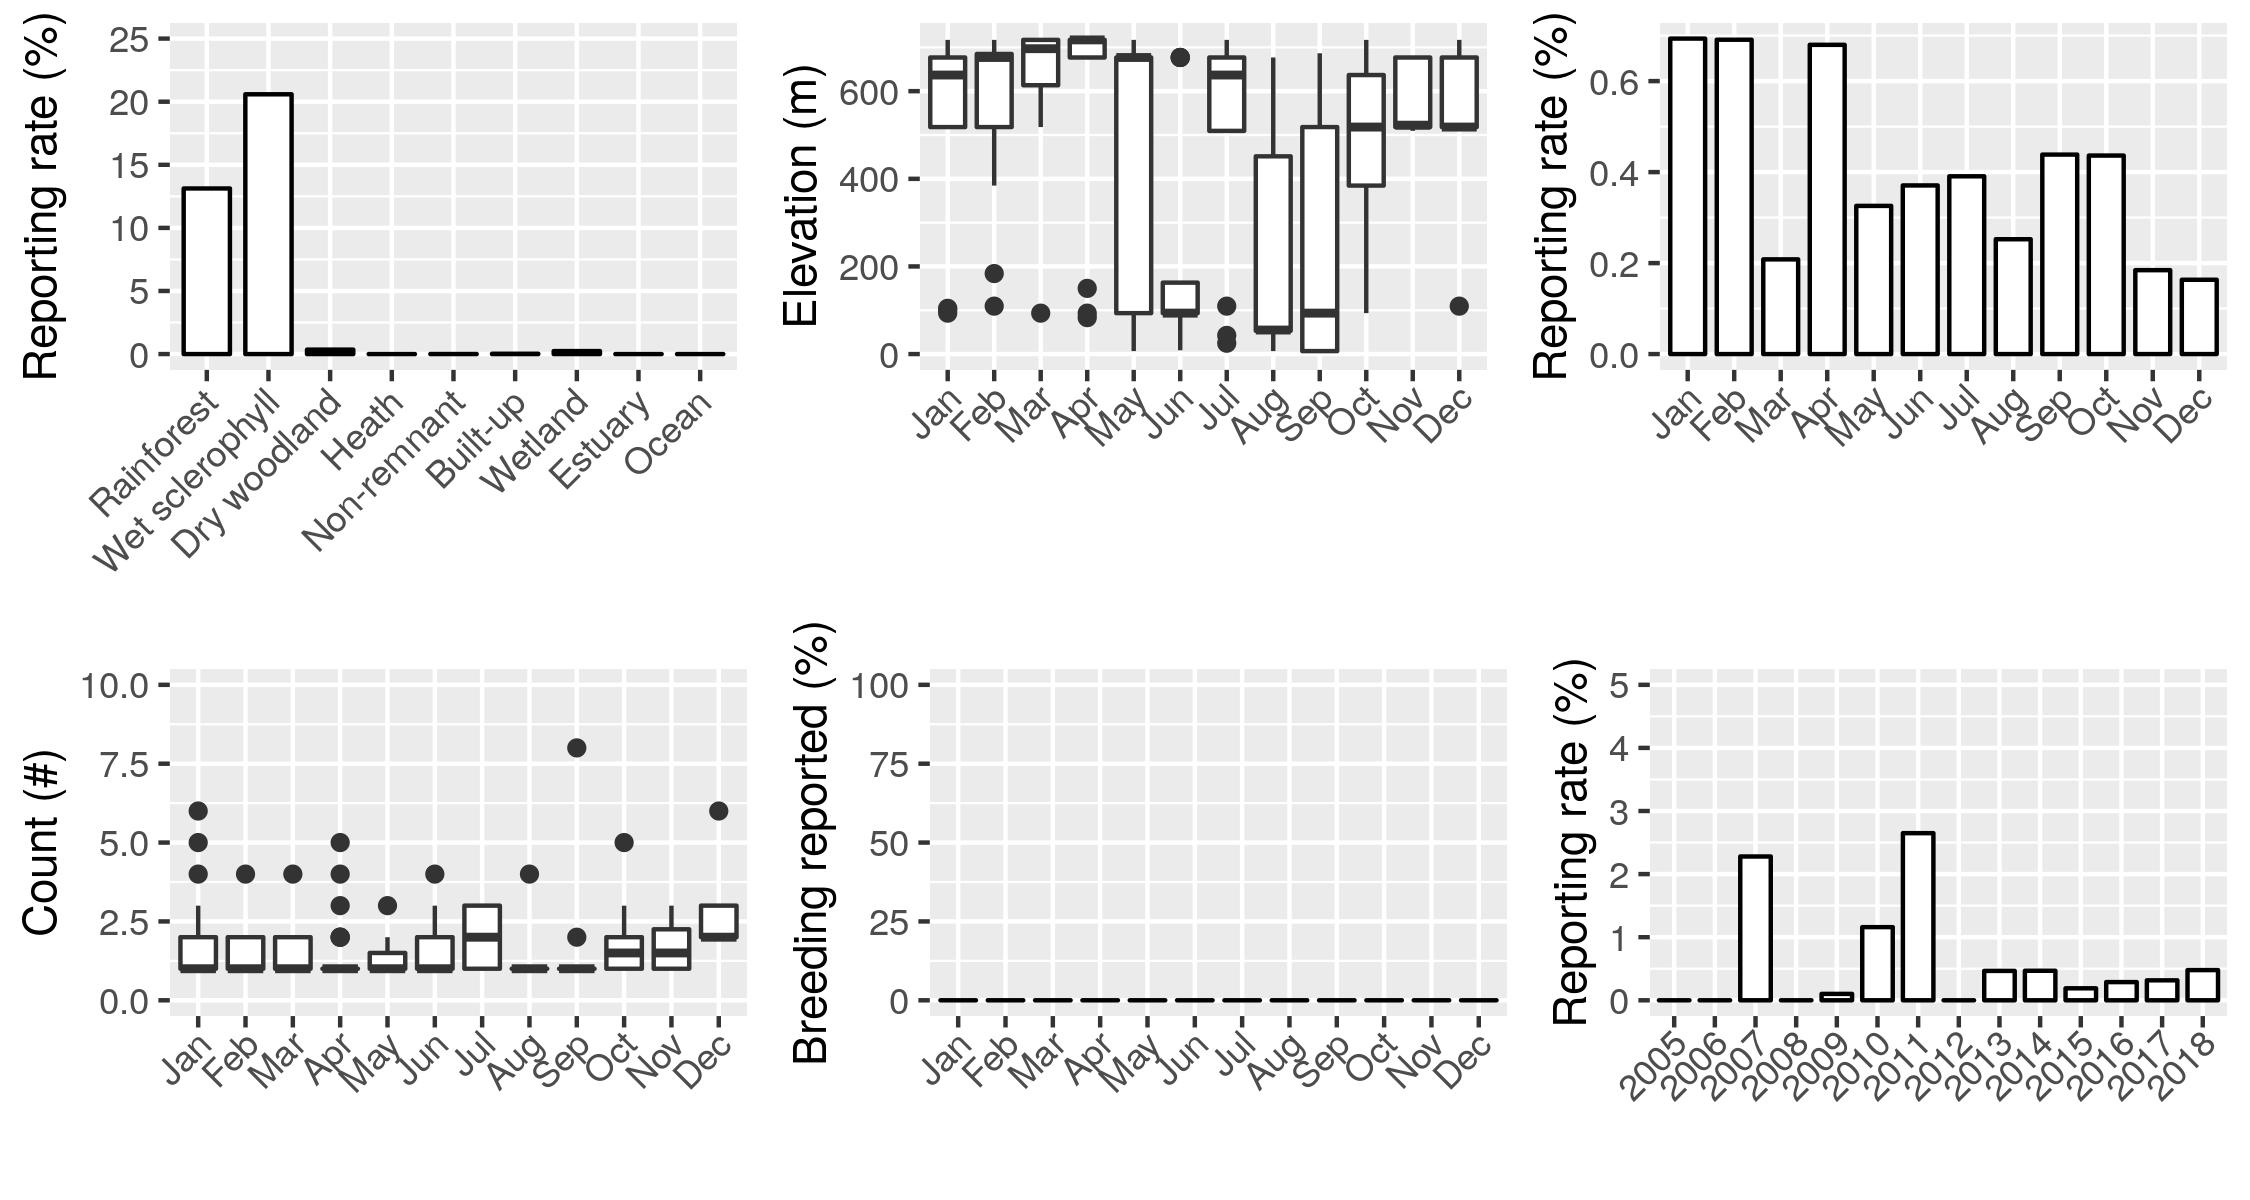 Reporting rate (%)
25
20
15
10
5
0
Rainforest
Wet sclerophyll
Dry woodland
Heath
Non-remnant
Built-up
Wetland
Estuary
Ocean
Elevation (m)
600
400
200
0
Jan
Feb
Mar
Apr
May
Jun
Jul
Aug
Sep
Oct
Nov
Dec
Reporting rate (%)
0.6
0.4
0.2
0.0
Jan
Feb
Mar
Apr
May
Jun
Jul
Aug
Sep
Oct
Nov
Dec
Count (#)
10.0
7.5
5.0
2.5
0.0
Jan
Feb
Mar
Apr
May
Jun
Jul
Aug
Sep
Oct
Nov
Dec
Breeding reported (%)
100
75
50
25
0
Jan
Feb
Mar
Apr
May
Jun
Jul
Aug
Sep
Oct
Nov
Dec
Reporting rate (%)
5
4
3
2
1
0
2005
2006
2007
2008
2009
2010
2011
2012
2013
2014
2015
2016
2017
2018